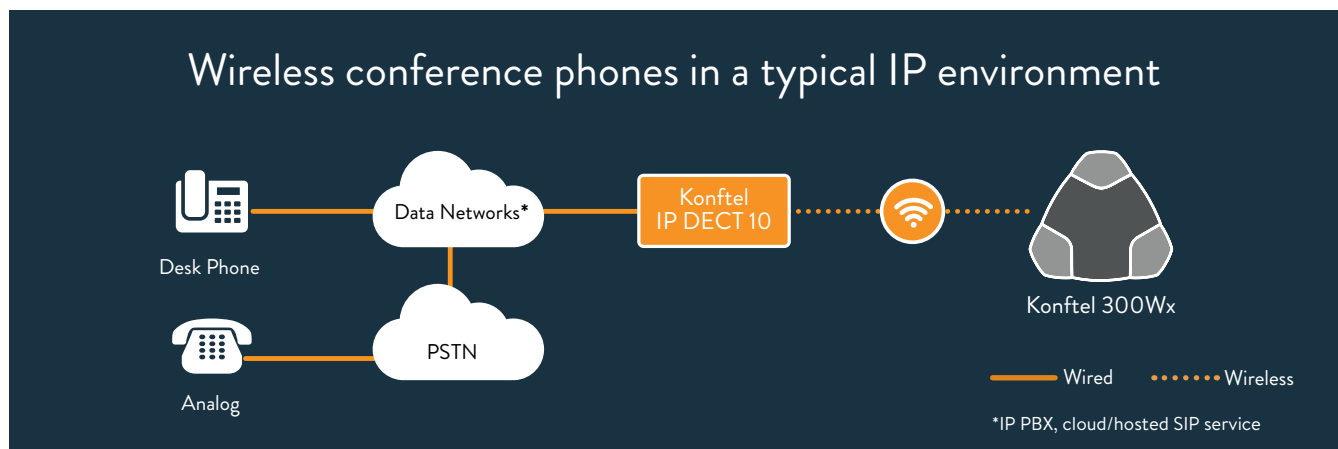 Wireless conference phones in a typical IP environment
Desk Phone
Data Networks*
Konftel
IP DECT 10
Konftel 300Wx
Analog
PSTN
Wired
Wireless
*IP PBX, cloud/hosted SIP service